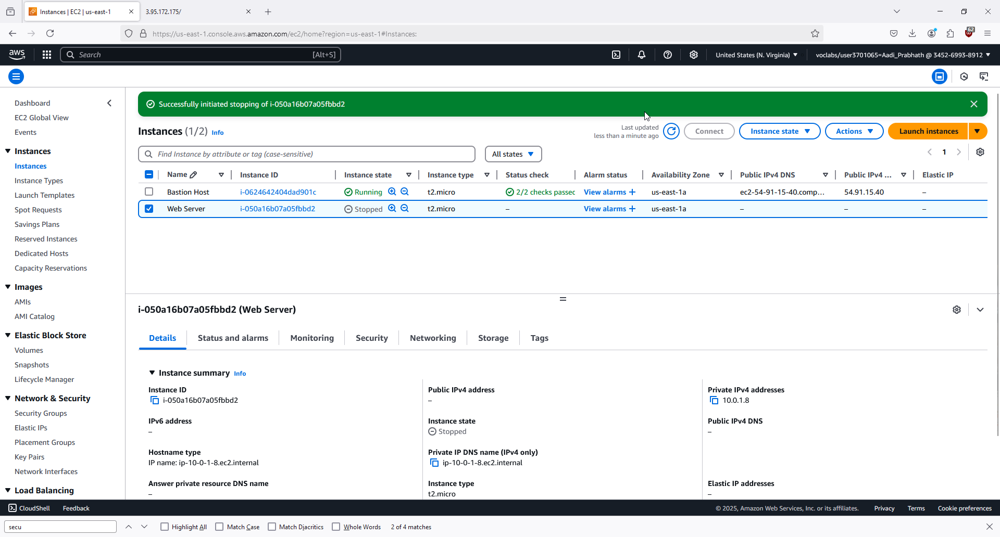 Instances | EC2 | us-east-1
3.95.172.175/
https://us-east-1.console.aws.amazon.com/ec2/home?region=us-east-1#Instances:
62
aws
Search
[Alt+S]
United States (N. Virginia)
voclabs/user3701065=Aadi_Prabhath @ 3452-6993-8912
Dashboard
EC2 Global View
Events
Instances
Instances
Instance Types
Launch Templates
Spot Requests
Savings Plans
Reserved Instances
Dedicated Hosts
Capacity Reservations
Images
AMIs
AMI Catalog
Elastic Block Store
Volumes
Snapshots
Lifecycle Manager
Network & Security
Security Groups
Elastic IPs
Placement Groups
Key Pairs
Network Interfaces
Load Balancing
Successfully initiated stopping of i-050a16b07a05fbbd2
Instances (1/2) Info
Last updated
less than a minute ago
Connect
Instance state
Actions
Launch instances
Find Instance by attribute or tag (case-sensitive)
All states
1
Name Instance ID Instance state Instance type Status check Alarm status Availability Zone Public IPv4 DNS Public IPv4 ... Elastic IP
Bastion Host i-0624642404dad901c Running t2.micro 2/2 checks passec View alarms + us-east-1a ec2-54-91-15-40.comp... 54.91.15.40 –
Web Server i-050a16b07a05fbbd2 Stopped t2.micro – View alarms + us-east-1a – – –
i-050a16b07a05fbbd2 (Web Server)
Details Status and alarms Monitoring Security Networking Storage Tags
Instance summary Info
Instance ID
i-050a16b07a05fbbd2
Public IPv4 address
–
Private IPv4 addresses
10.0.1.8
IPv6 address
–
Instance state
Stopped
Public IPv4 DNS
–
Hostname type
IP name: ip-10-0-1-8.ec2.internal
Private IP DNS name (IPv4 only)
ip-10-0-1-8.ec2.internal
Answer private resource DNS name
–
Instance type
t2.micro
Elastic IP addresses
–
CloudShell Feedback
© 2025, Amazon Web Services, Inc. or its affiliates. Privacy Terms Cookie preferences
secu
Highlight All Match Case Match Diacritics Whole Words 2 of 4 matches